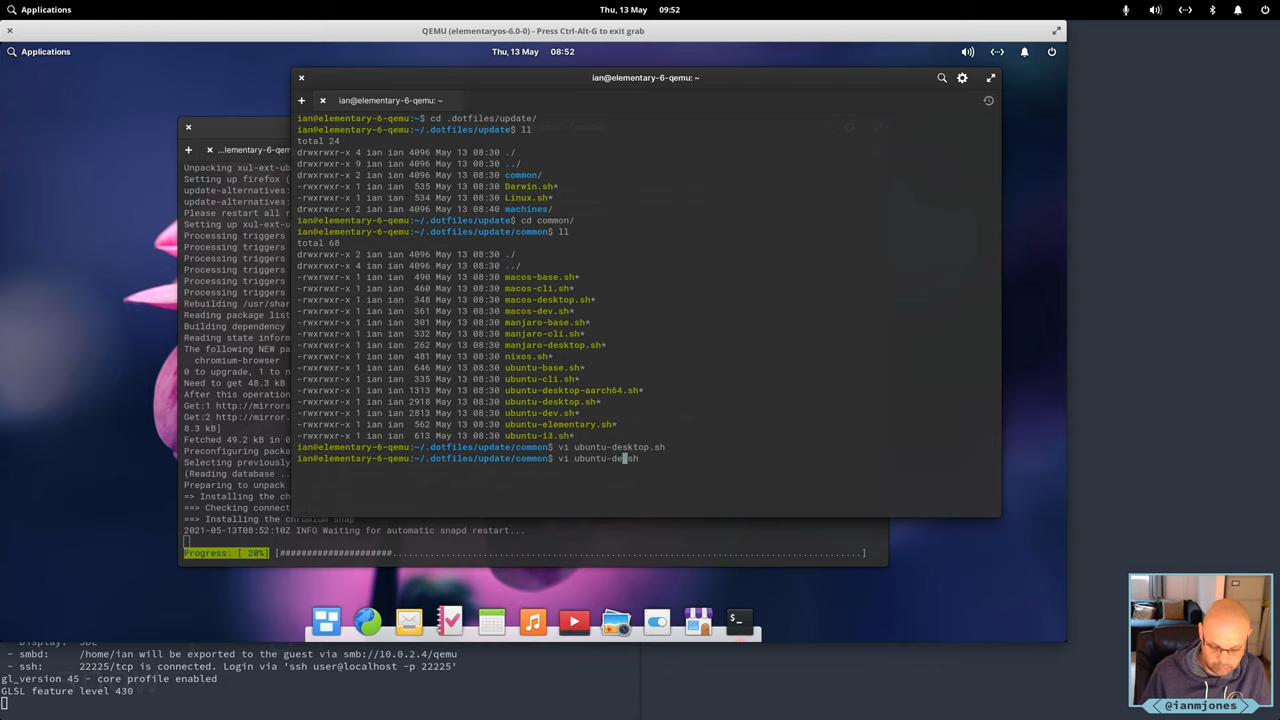 Applications
Thu, 13 May 09:52
QEMU (elementaryos-6.0-0) - Press Ctrl-Alt-G to exit grab
Applications
Thu, 13 May 08:52
ian@elementary-6-qemu: ~
ian@elementary-6-qemu: ~
ian@elementary-6-qemu:~$ cd .dotfiles/update/
ian@elementary-6-qemu:~/.dotfiles/update$ ll
total 24
drwxrwxr-x 4 ian ian 4096 May 13 08:30 ./
drwxrwxr-x 9 ian ian 4096 May 13 08:30 ../
drwxrwxr-x 2 ian ian 4096 May 13 08:30 common/
-rwxrwxr-x 1 ian ian  535 May 13 08:30 Darwin.sh*
-rwxrwxr-x 1 ian ian  534 May 13 08:30 Linux.sh*
drwxrwxr-x 2 ian ian 4096 May 13 08:40 machines/
ian@elementary-6-qemu:~/.dotfiles/update$ cd common/
ian@elementary-6-qemu:~/.dotfiles/update/common$ ll
total 68
drwxrwxr-x 2 ian ian 4096 May 13 08:30 ./
drwxrwxr-x 4 ian ian 4096 May 13 08:30 ../
-rwxrwxr-x 1 ian ian  490 May 13 08:30 macos-base.sh*
-rwxrwxr-x 1 ian ian  460 May 13 08:30 macos-cli.sh*
-rwxrwxr-x 1 ian ian  348 May 13 08:30 macos-desktop.sh*
-rwxrwxr-x 1 ian ian  361 May 13 08:30 macos-dev.sh*
-rwxrwxr-x 1 ian ian  301 May 13 08:30 manjaro-base.sh*
-rwxrwxr-x 1 ian ian  332 May 13 08:30 manjaro-cli.sh*
-rwxrwxr-x 1 ian ian  262 May 13 08:30 manjaro-desktop.sh*
-rwxrwxr-x 1 ian ian  481 May 13 08:30 nixos.sh*
-rwxrwxr-x 1 ian ian  646 May 13 08:30 ubuntu-base.sh*
-rwxrwxr-x 1 ian ian  335 May 13 08:30 ubuntu-cli.sh*
-rwxrwxr-x 1 ian ian 1313 May 13 08:30 ubuntu-desktop-aarch64.sh*
-rwxrwxr-x 1 ian ian 2918 May 13 08:30 ubuntu-desktop.sh*
-rwxrwxr-x 1 ian ian 2813 May 13 08:30 ubuntu-dev.sh*
-rwxrwxr-x 1 ian ian  562 May 13 08:30 ubuntu-elementary.sh*
-rwxrwxr-x 1 ian ian  613 May 13 08:30 ubuntu-i3.sh*
ian@elementary-6-qemu:~/.dotfiles/update/common$ vi ubuntu-desktop.sh
ian@elementary-6-qemu:~/.dotfiles/update/common$ vi ubuntu-de.sh
...elementary-6-q
Unpacking xul-ext-ub
Setting up firefox (
update-alternatives:
update-alternatives:
Please restart all r
Setting up xul-ext-u
Processing triggers
Processing triggers
Processing triggers
Processing triggers
Processing triggers
Processing triggers
Rebuilding /usr/shar
Reading package list
Building dependency
Reading state inform
The following NEW pa
chromium-browser
0 to upgrade, 1 to n
Need to get 48.3 kB
After this operation
Get:1 http://mirrors
Get:2 http://mirror.
8.3 kB]
Fetched 49.2 kB in 0
Preconfiguring packa
Selecting previously
(Reading database ..
Preparing to unpack
=> Installing the ch
==> Checking connect
==> Installing the chromium snap
2021-05-13T08:52:10Z INFO Waiting for automatic snapd restart...
Progress: [ 20%] [#####################.........................................................................................]
- smbd: /home/ian will be exported to the guest via smb://10.0.2.4/qemu
- ssh: 22225/tcp is connected. Login via 'ssh user@localhost -p 22225'
gl_version 45 - core profile enabled
GLSL feature level 430
@ianmjones